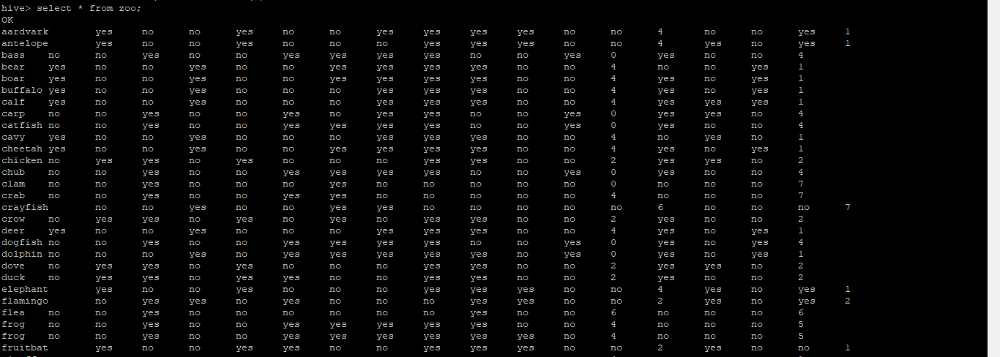 hive> select * from zoo;
OK
aardvark yes no no yes no no yes yes yes yes no no 4 no no yes 1
antelope yes no no yes no no no yes yes yes no no 4 yes no yes 1
bass no no yes no no yes yes yes yes no no yes 0 yes no no 4
bear yes no no yes no no yes yes yes yes no no 4 no no yes 1
boar yes no no yes no no yes yes yes yes no no 4 yes no yes 1
buffalo yes no no yes no no no yes yes yes no no 4 yes no yes 1
calf yes no no yes no no no yes yes yes no no 4 yes yes yes 1
carp no no yes no no yes no yes yes no no yes 0 yes yes no 4
catfish no no yes no no yes yes yes yes no no yes 0 yes no no 4
cavy yes no no yes no no no yes yes yes no no 4 no yes no 1
cheetah yes no no yes no no yes yes yes yes no no 4 yes no yes 1
chicken no yes yes no yes no no no yes yes no no 2 yes yes no 2
chub no no yes no no yes yes yes yes no no yes 0 yes no no 4
clam no no yes no no no yes no no no no no 0 no no no 7
crab no no yes no no yes yes no no no no no 4 no no no 7
crayfish no no yes no no yes yes no no no no no 6 no no no 7
crow no yes yes no yes no yes no yes yes no no 2 yes no no 2
deer yes no no yes no no no yes yes yes no no 4 yes no yes 1
dogfish no no yes no no yes yes yes yes no no yes 0 yes no yes 4
dolphin no no no yes no yes yes yes yes yes no yes 0 yes no yes 1
dove no yes yes no yes no no no yes yes no no 2 yes yes no 2
duck no yes yes no yes yes no no yes yes no no 2 yes no no 2
elephant yes no no yes no no no yes yes yes no no 4 yes no yes 1
flamingo no yes yes no yes no no no yes yes no no 2 yes no yes 2
flea no no yes no no no no no no yes no no 6 no no no 6
frog no no yes no no yes yes yes yes yes no no 4 no no no 5
frog no no yes no no yes yes yes yes yes yes no 4 no no no 5
fruitbat yes no no yes yes no no yes yes yes no no 2 yes no no 1